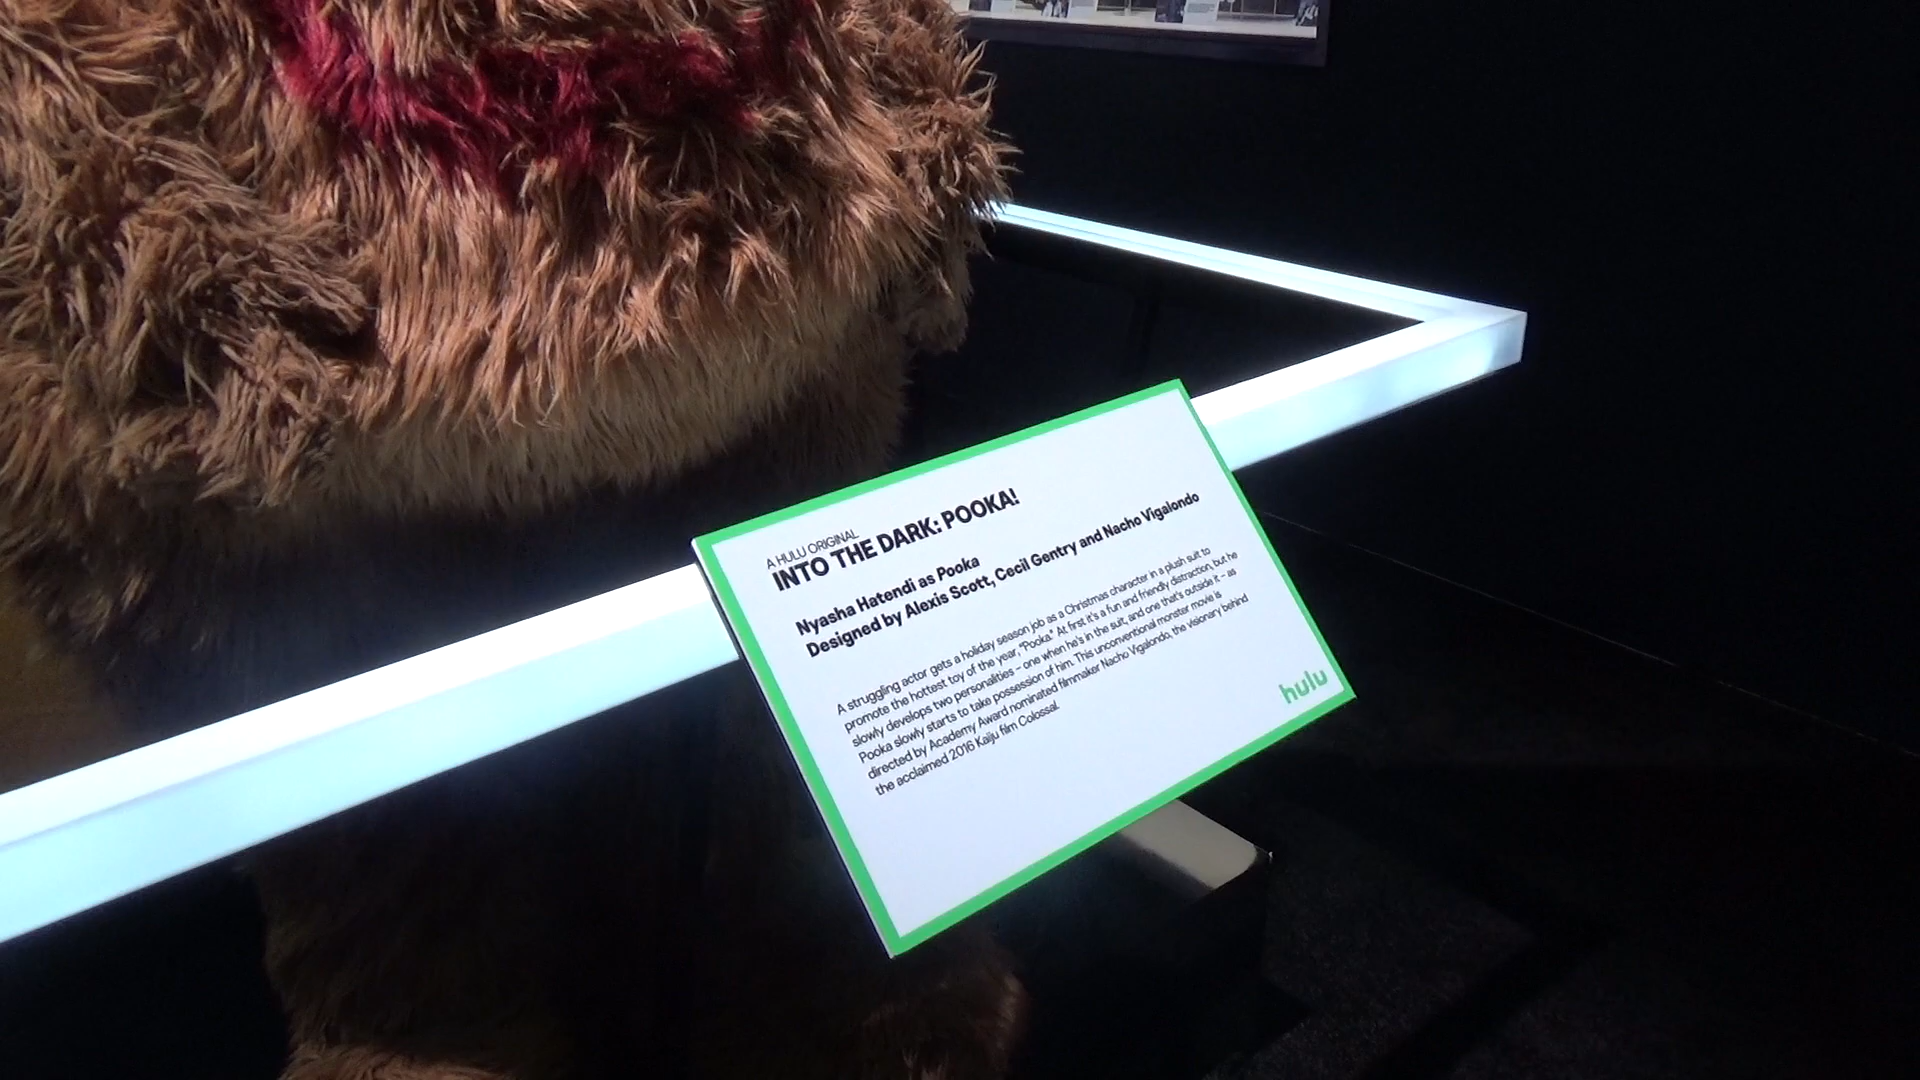 A HULU ORIGINAL
INTO THE DARK: POOKA!
Nyasha Hatendi as Pooka
Designed by Alexis Scott, Cecil Gentry and Nacho Vigalondo
A struggling actor gets a holiday season job as a Christmas character in a plush suit to
promote the hottest toy of the year, "Pooka." At first it's a fun and friendly distraction, but he
slowly develops two personalities – one when he's in the suit, and one that's outside it – as
Pooka slowly starts to take possession of him. This unconventional monster movie is
directed by Academy Award nominated filmmaker Nacho Vigalondo, the visionary behind
the acclaimed 2016 Kaiju film Colossal.
hulu